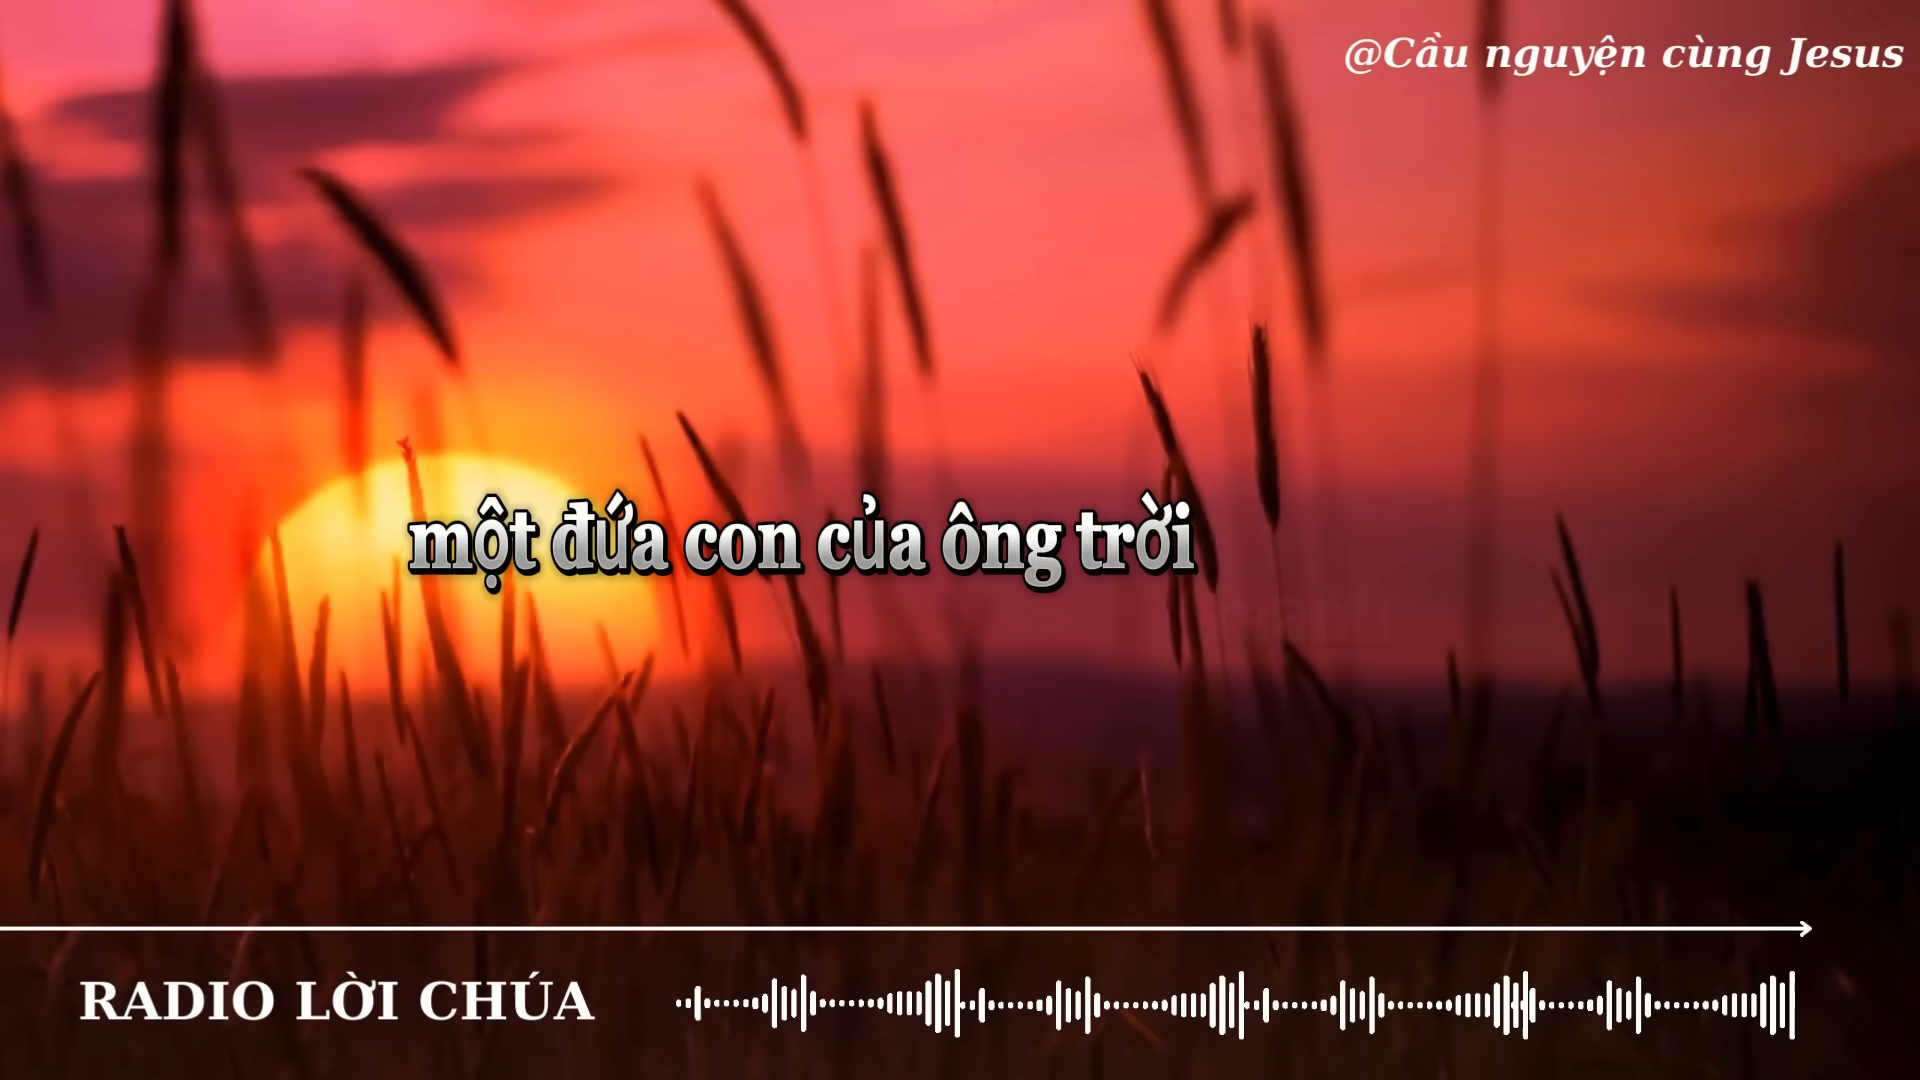 @Cầu nguyện cùng Jesus
một đứa con của ông trời
RADIO LỜI CHÚA